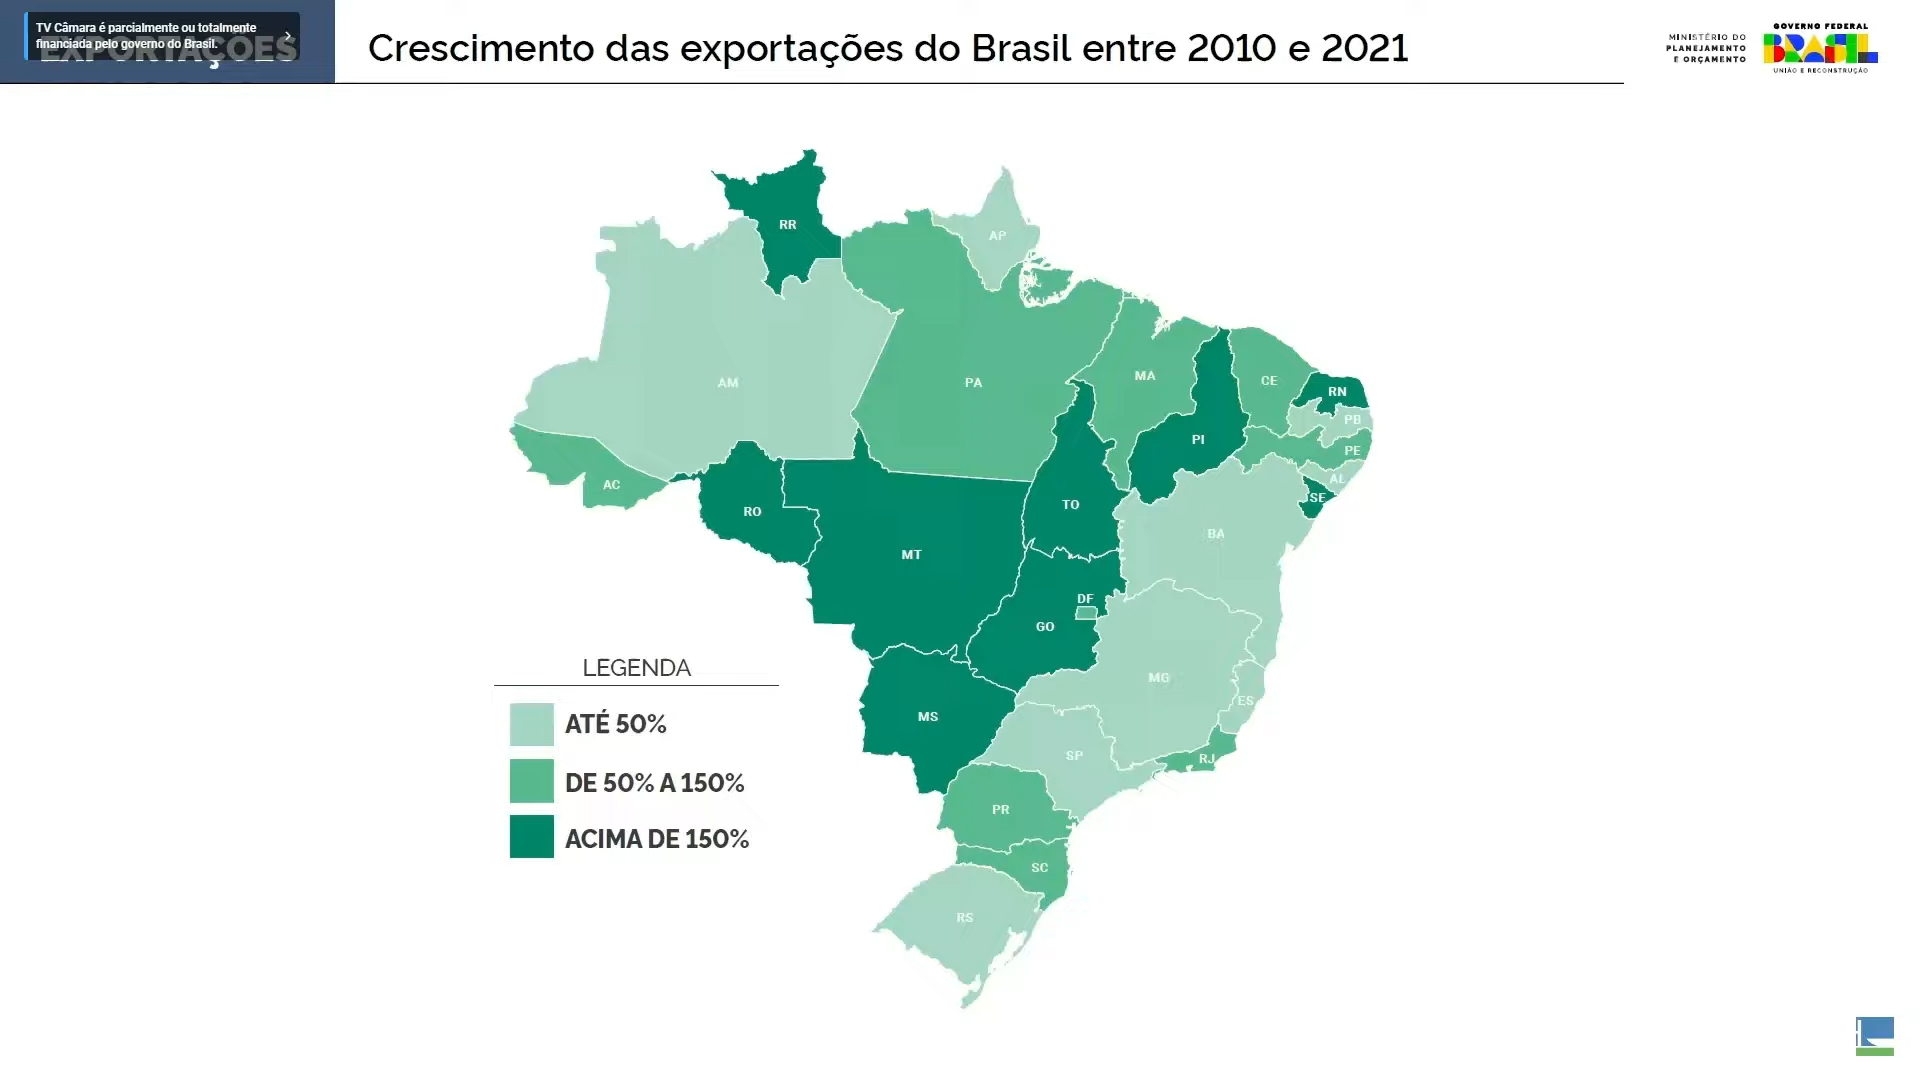 TV Câmara é parcialmente ou totalmente
financiada pelo governo do Brasil.
EXPORTAÇÕES
Crescimento das exportações do Brasil entre 2010 e 2021
MINISTÉRIO DO
PLANEJAMENTO
E ORÇAMENTO
GOVERNO FEDERAL
BRASIL
UNIÃO E RECONSTRUÇÃO
RR
AP
AM
PA
MA
CE
RN
PB
PI
PE
AL
SE
AC
RO
TO
BA
MT
DF
GO
MG
ES
MS
SP
RJ
PR
SC
RS
LEGENDA
ATÉ 50%
DE 50% A 150%
ACIMA DE 150%